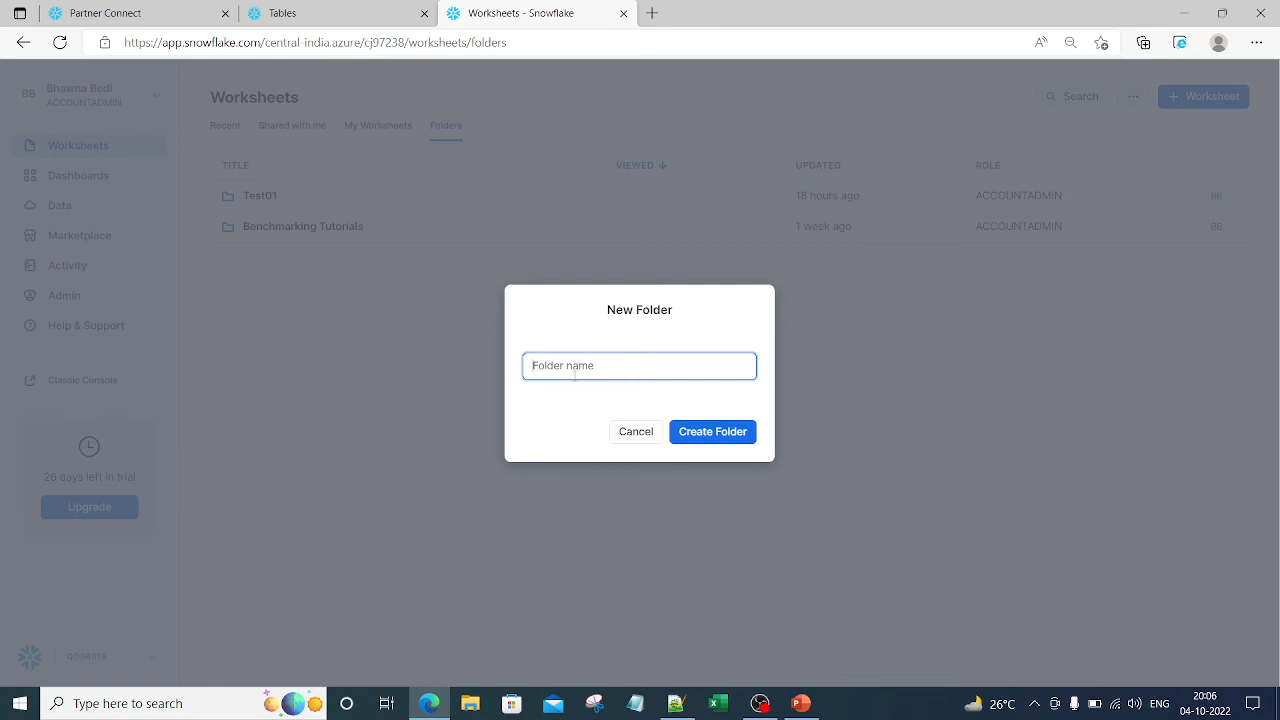 Partner Connect
Tables
Worksheets - Snowflake
https://app.snowflake.com/central-india.azure/cj97238/worksheets/folders
BB
Bhawna Bedi
ACCOUNTADMIN
Worksheets
Dashboards
Data
Marketplace
Activity
Admin
Help & Support
Classic Console
26 days left in trial
Upgrade
Worksheets
Search
+ Worksheet
Recent
Shared with me
My Worksheets
Folders
TITLE
VIEWED
UPDATED
ROLE
Test01
18 hours ago
ACCOUNTADMIN
BB
Benchmarking Tutorials
1 week ago
ACCOUNTADMIN
BB
New Folder
Folder name
Cancel
Create Folder
Type here to search
29°C
ENG
20:06
04-10-2022